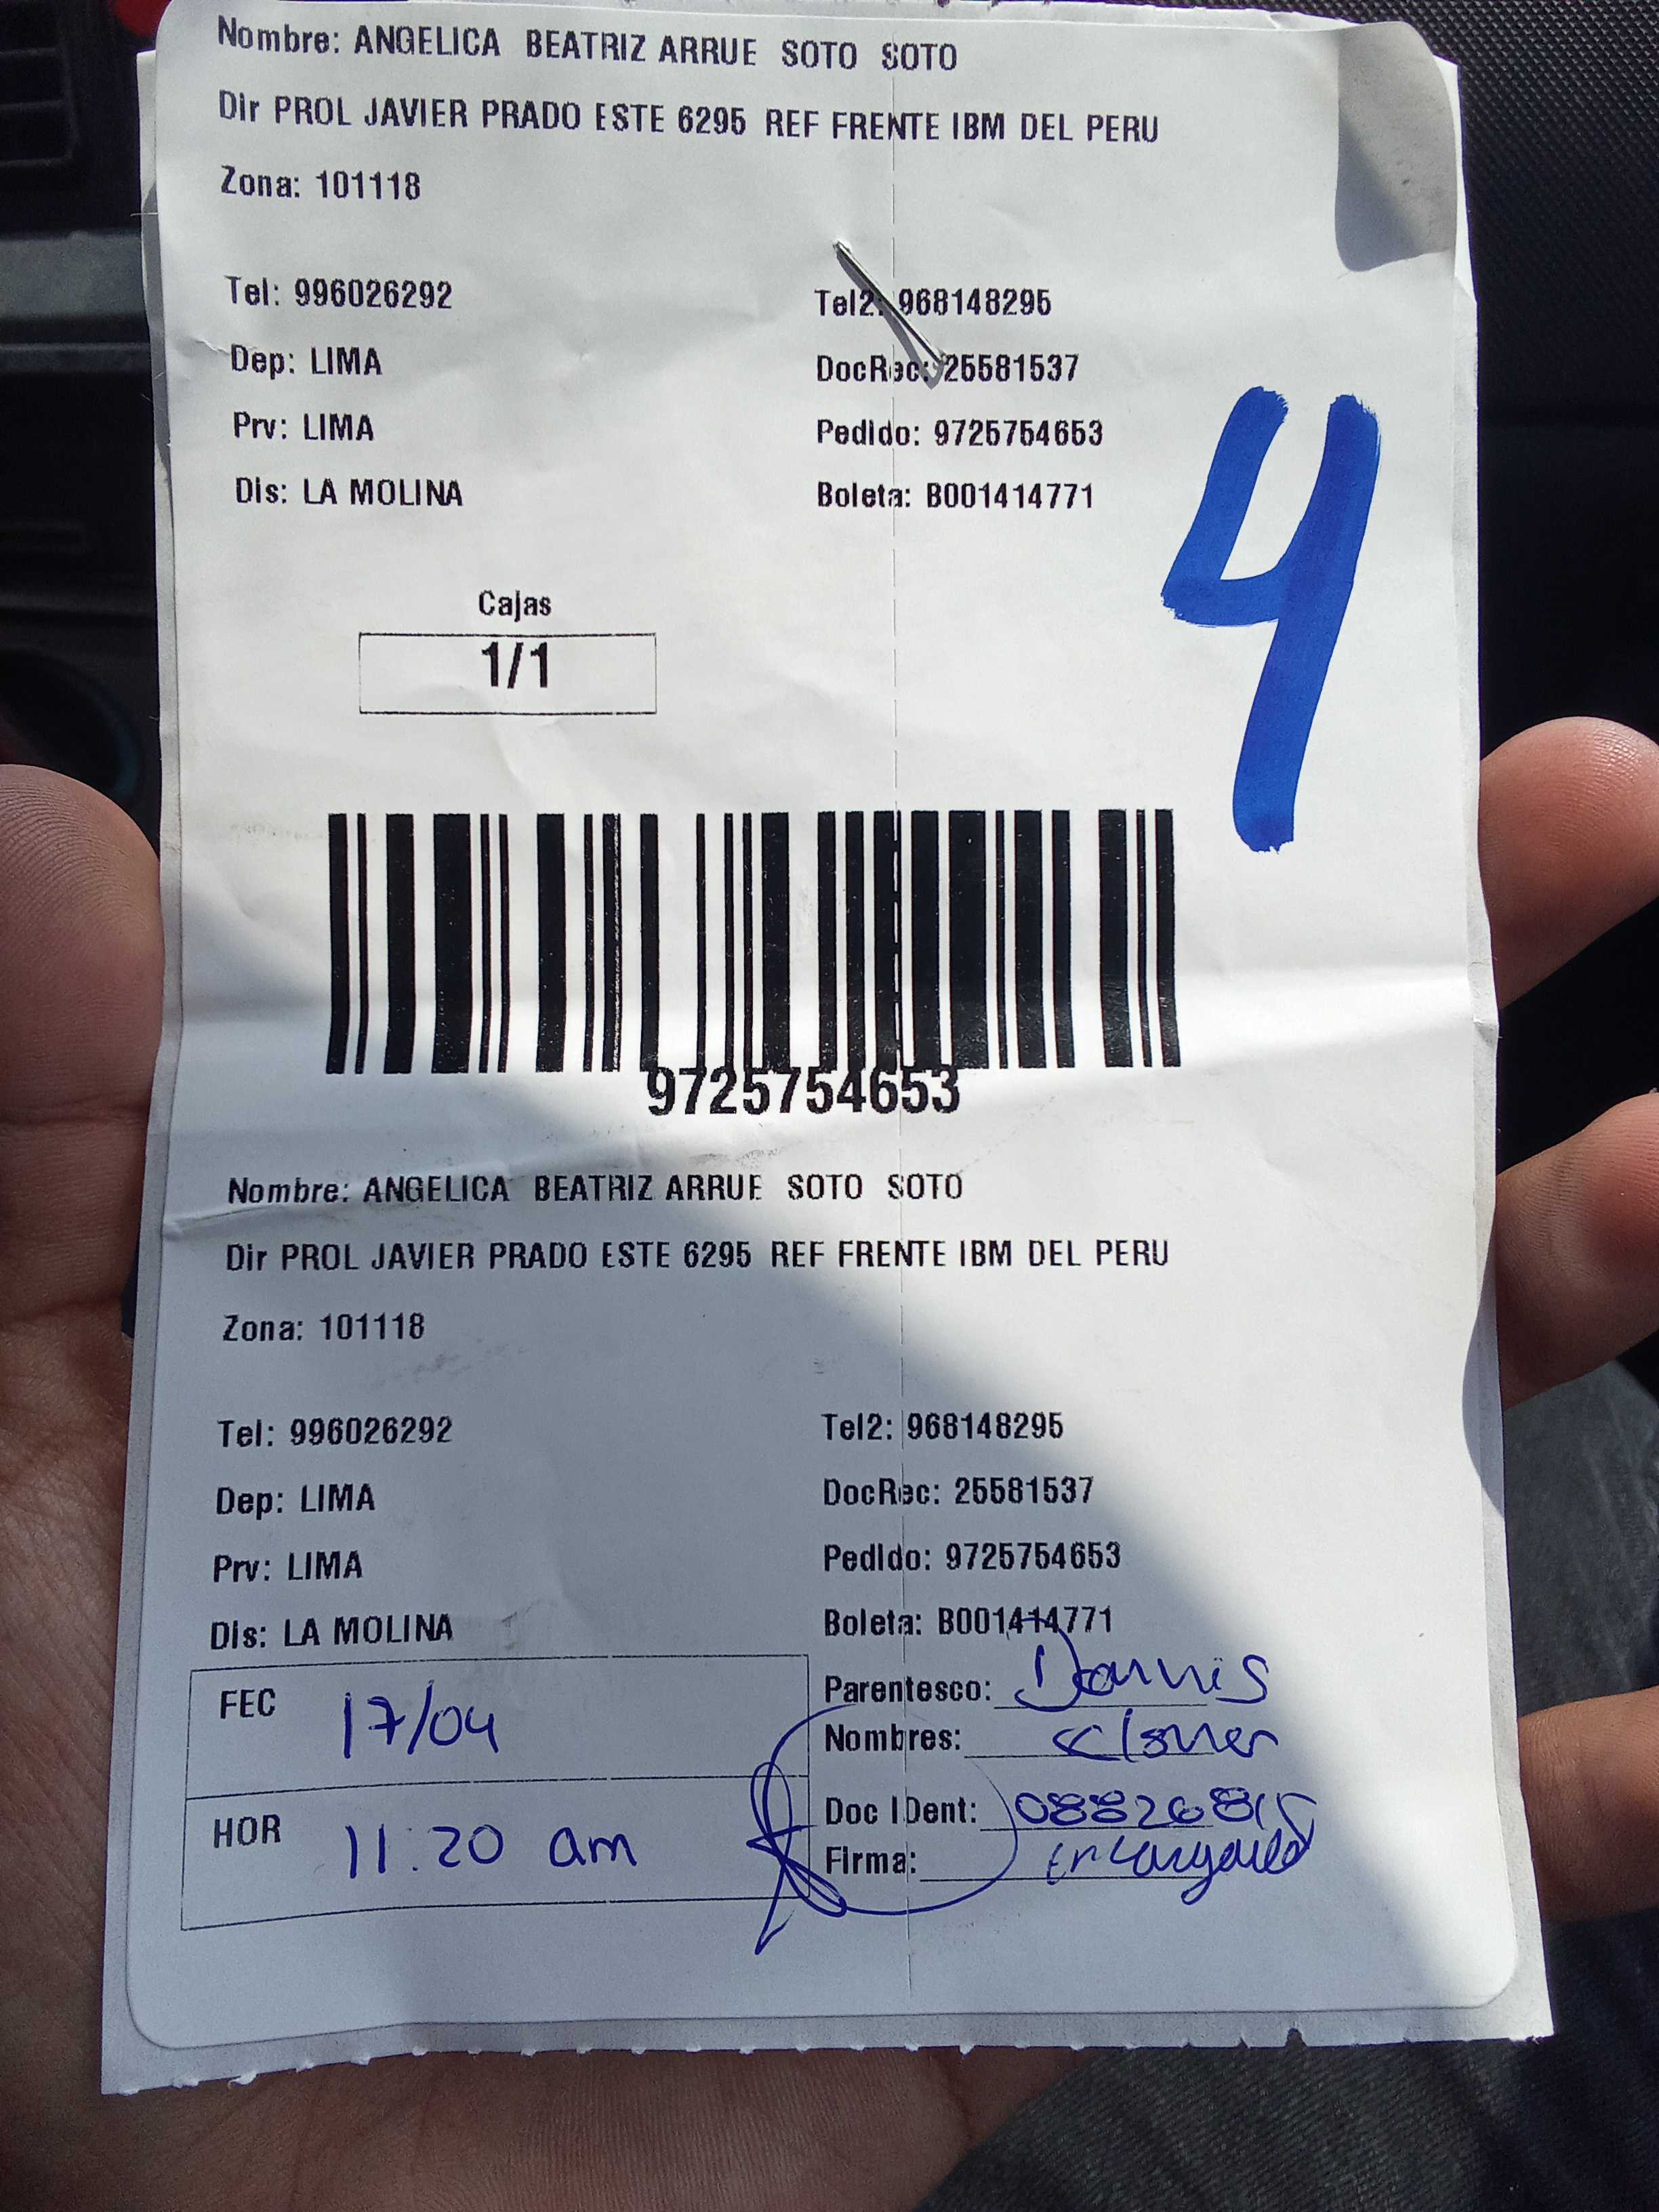 Nombre: ANGELICA BEATRIZ ARRUE SOTO SOTO
Dir PROL JAVIER PRADO ESTE 6295 REF FRENTE IBM DEL PERU
Zona: 101118
Tel: 996026292 Tel2: 968148295
Dep: LIMA DocRec: 25581537
Prv: LIMA Pedido: 9725754653
Dis: LA MOLINA Boleta: B001414771
4
Cajas
1/1
9725754653
Nombre: ANGELICA BEATRIZ ARRUE SOTO SOTO
Dir PROL JAVIER PRADO ESTE 6295 REF FRENTE IBM DEL PERU
Zona: 101118
Tel: 996026292 Tel2: 968148295
Dep: LIMA DocRec: 25581537
Prv: LIMA Pedido: 9725754653
Dis: LA MOLINA Boleta: B001414771
FEC 17/04 Parentesco:
Nombres:
HOR 11:20 am Doc IDent:
Firma: